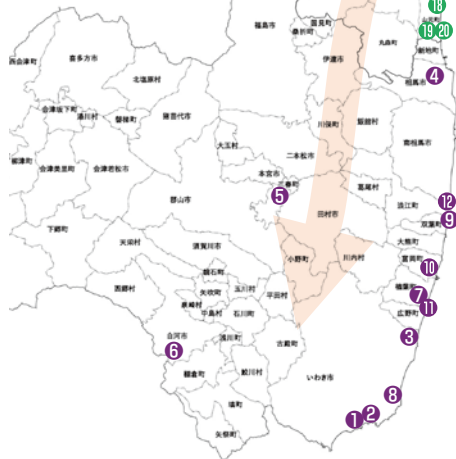 18
山元町
19 20
福島市
国見町
桑折町
丸森町
新地町
西会津町
喜多方市
伊達市
相馬市
4
北塩原村
会津坂下町
湯川村
磐梯町
猪苗代市
川俣町
飯舘村
大玉村
南相馬市
柳津町
会津美里町
会津若松市
二本松市
本宮市
三春町
葛尾村
5
浪江町
12
郡山市
田村市
双葉町
9
下郷町
天栄村
須賀川市
大熊町
小野町
川内村
富岡町
10
西郷村
鏡石町
玉川村
平田村
楢葉町
7
矢吹町
泉崎村
中島村
石川町
広野町
11
白河市
浅川町
古殿町
3
6
棚倉町
鮫川村
いわき市
8
塙町
1 2
矢祭町